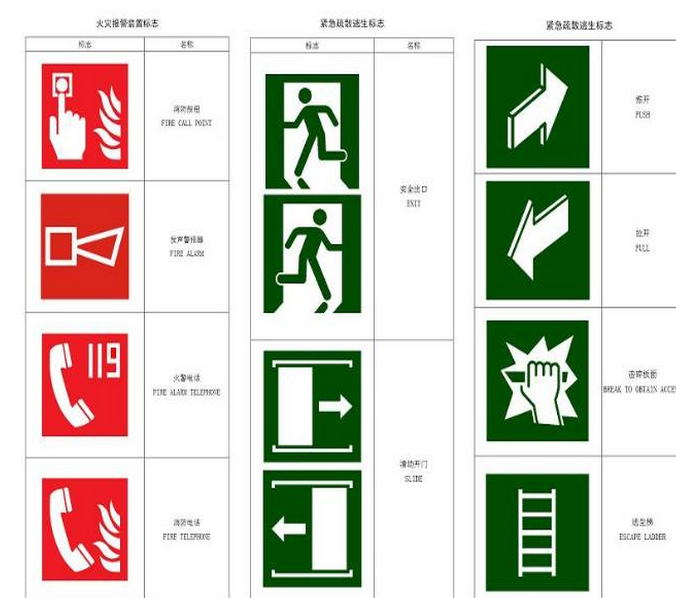 火灾报警装置标志
标志 名称
消防按钮
FIRE CALL POINT
发声警报器
FIRE ALARM
119
火警电话
FIRE ALARM TELEPHONE
消防电话
FIRE TELEPHONE
紧急疏散逃生标志
标志 名称
安全出口
EXIT
滑动开门
SLIDE
紧急疏散逃生标志
推开
PUSH
拉开
PULL
击碎板面
BREAK TO OBTAIN ACCES
逃生梯
ESCAPE LADDER